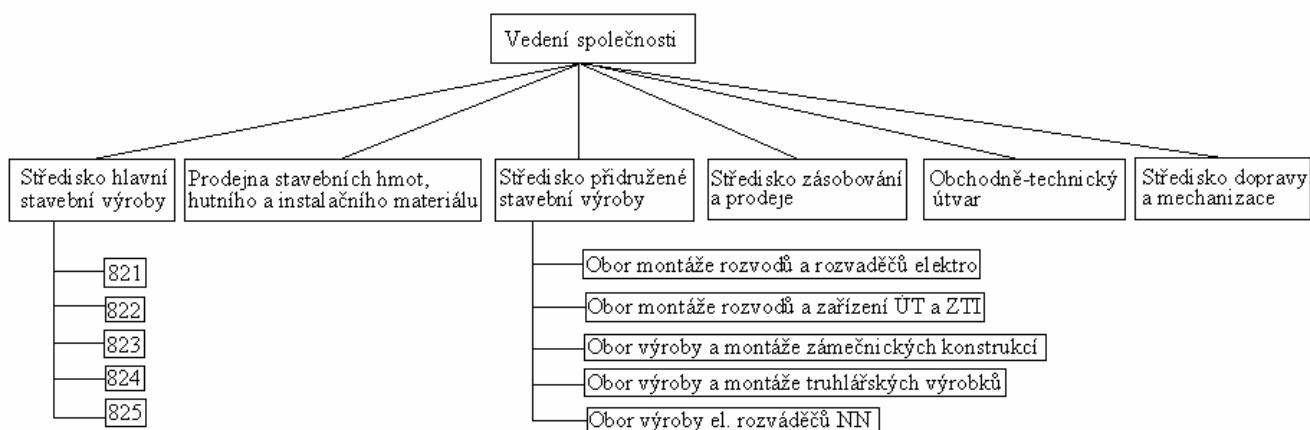 Vedení společnosti
Středisko hlavní
stavební výroby
Prodejna stavebních hmot,
hutního a instalačního materiálu
Středisko přidružené
stavební výroby
Středisko zásobování
a prodeje
Obchodně-technický
útvar
Středisko dopravy
a mechanizace
821
822
823
824
825
Obor montáže rozvodů a rozvaděčů elektro
Obor montáže rozvodů a zařízení ÚT a ZTI
Obor výroby a montáže zámečnických konstrukcí
Obor výroby a montáže truhlářských výrobků
Obor výroby el. rozváděčů NN